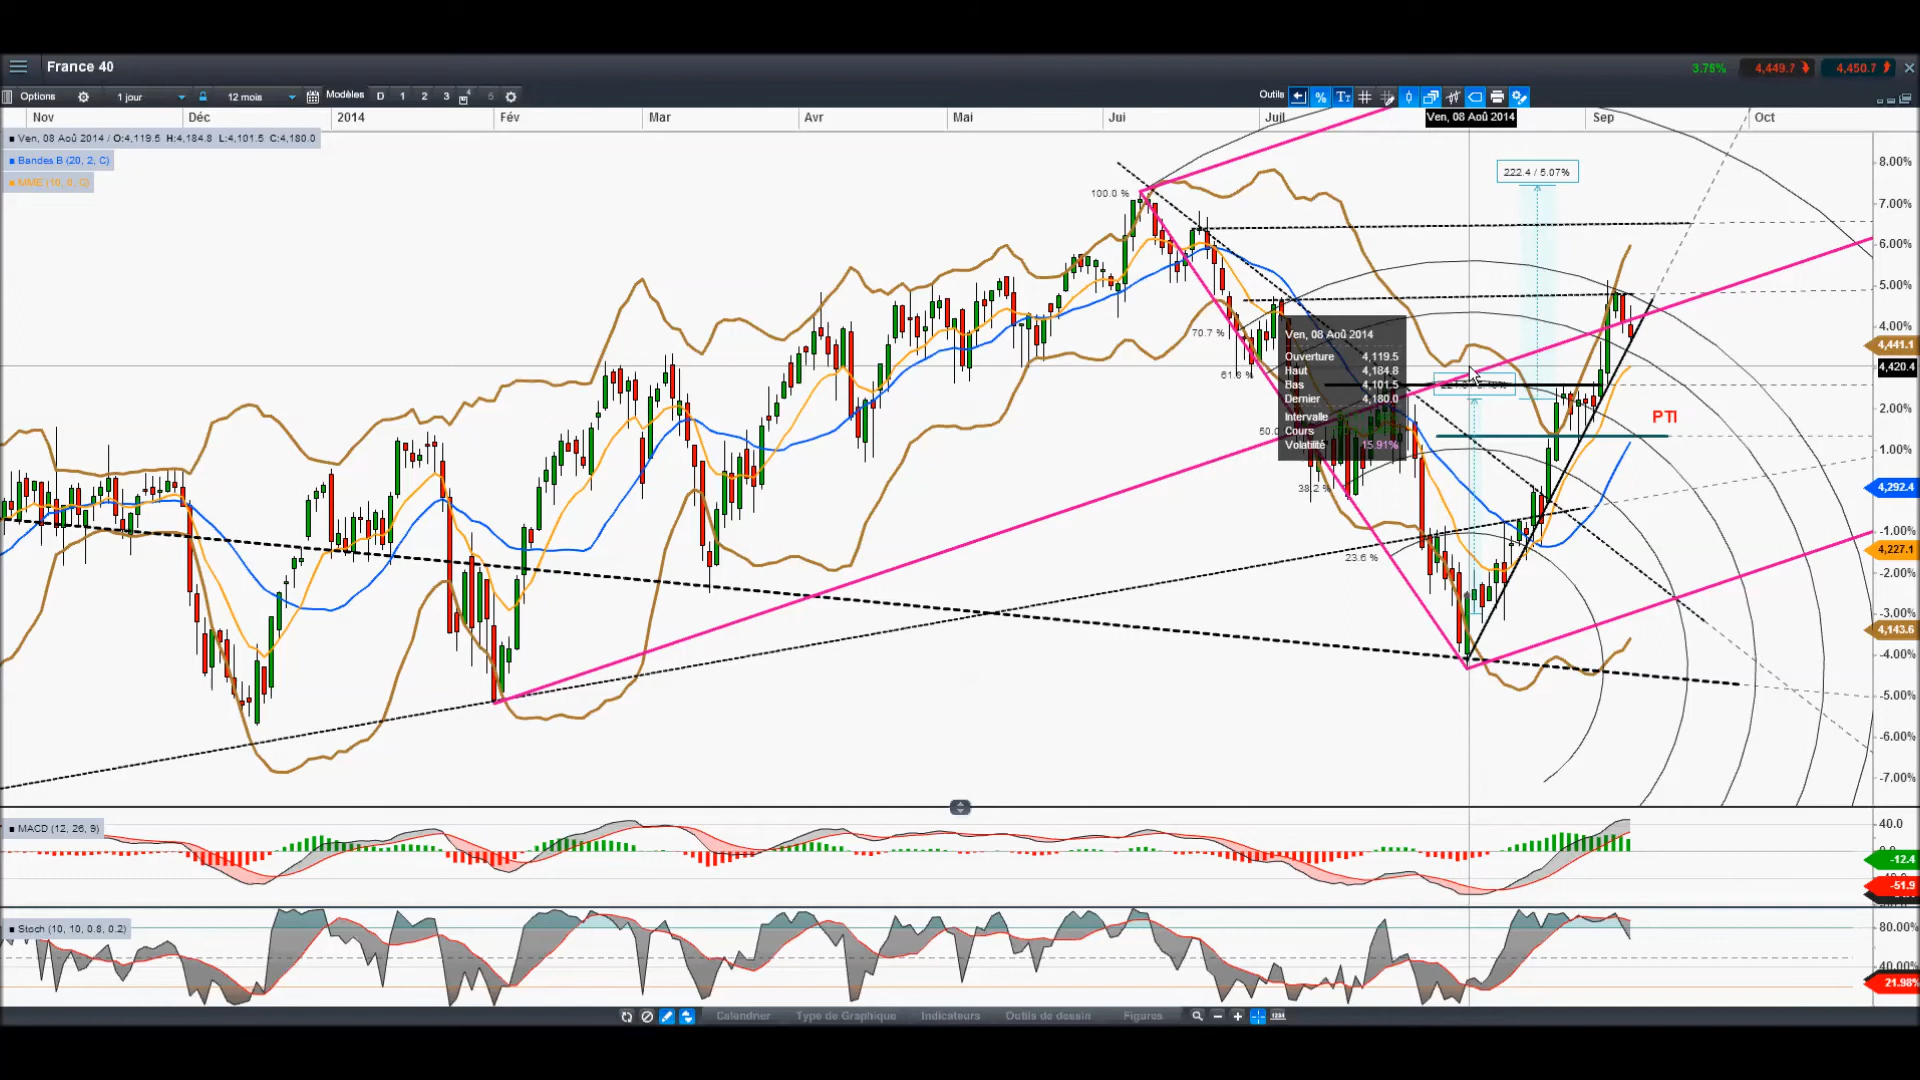 France 40
3.75%
4,449.7
4,450.7
Options
1 jour
12 mois
Modèles
D 1 2 3 4 5
Outils
Nov Déc 2014 Fév Mar Avr Mai Jui Juil Ven, 08 Aoû 2014 Sep Oct
Ven, 08 Aoû 2014 / O:4,119.5 H:4,184.8 L:4,101.5 C:4,180.0
Bandes B (20, 2, C)
MME (10, 0, C)
222.4 / 5.07%
100.0 %
70.7 %
61.8 %
50.0
38.2 %
23.6 %
Ven, 08 Aoû 2014
Ouverture 4,119.5
Haut 4,184.8
Bas 4,101.5
Dernier 4,180.0
Intervalle
Cours
Volatilité 15.91%
PTI
8.00%
7.00%
6.00%
5.00%
4.00%
4,441.1
4,420.4
2.00%
1.00%
4,292.4
-1.00%
4,227.1
-2.00%
-3.00%
4,143.6
-4.00%
-5.00%
-6.00%
-7.00%
MACD (12, 26, 9)
40.0
-12.4
-51.9
Stoch (10, 10, 0.8, 0.2)
80.00%
40.00%
21.98%
Calendrier Type de Graphique Indicateurs Outils de dessin Figures